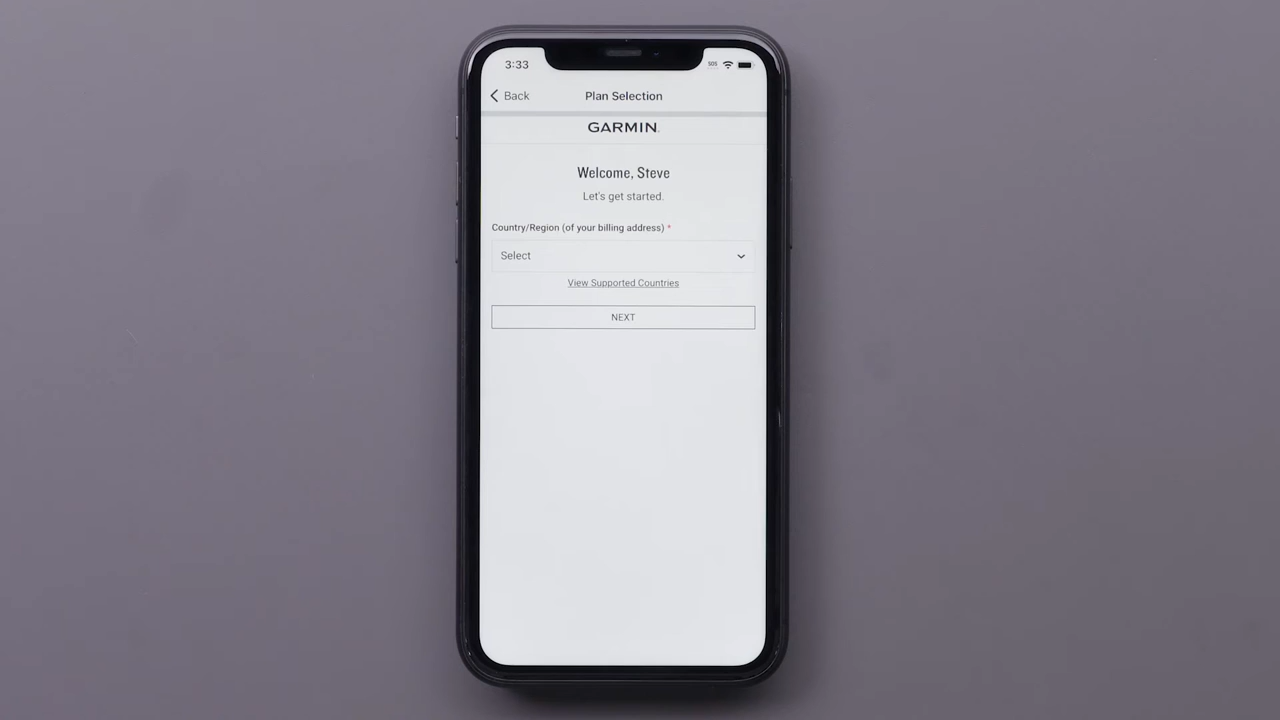 3:33
SOS
Back
Plan Selection
GARMIN.
Welcome, Steve
Let's get started.
Country/Region (of your billing address) *
Select
View Supported Countries
NEXT